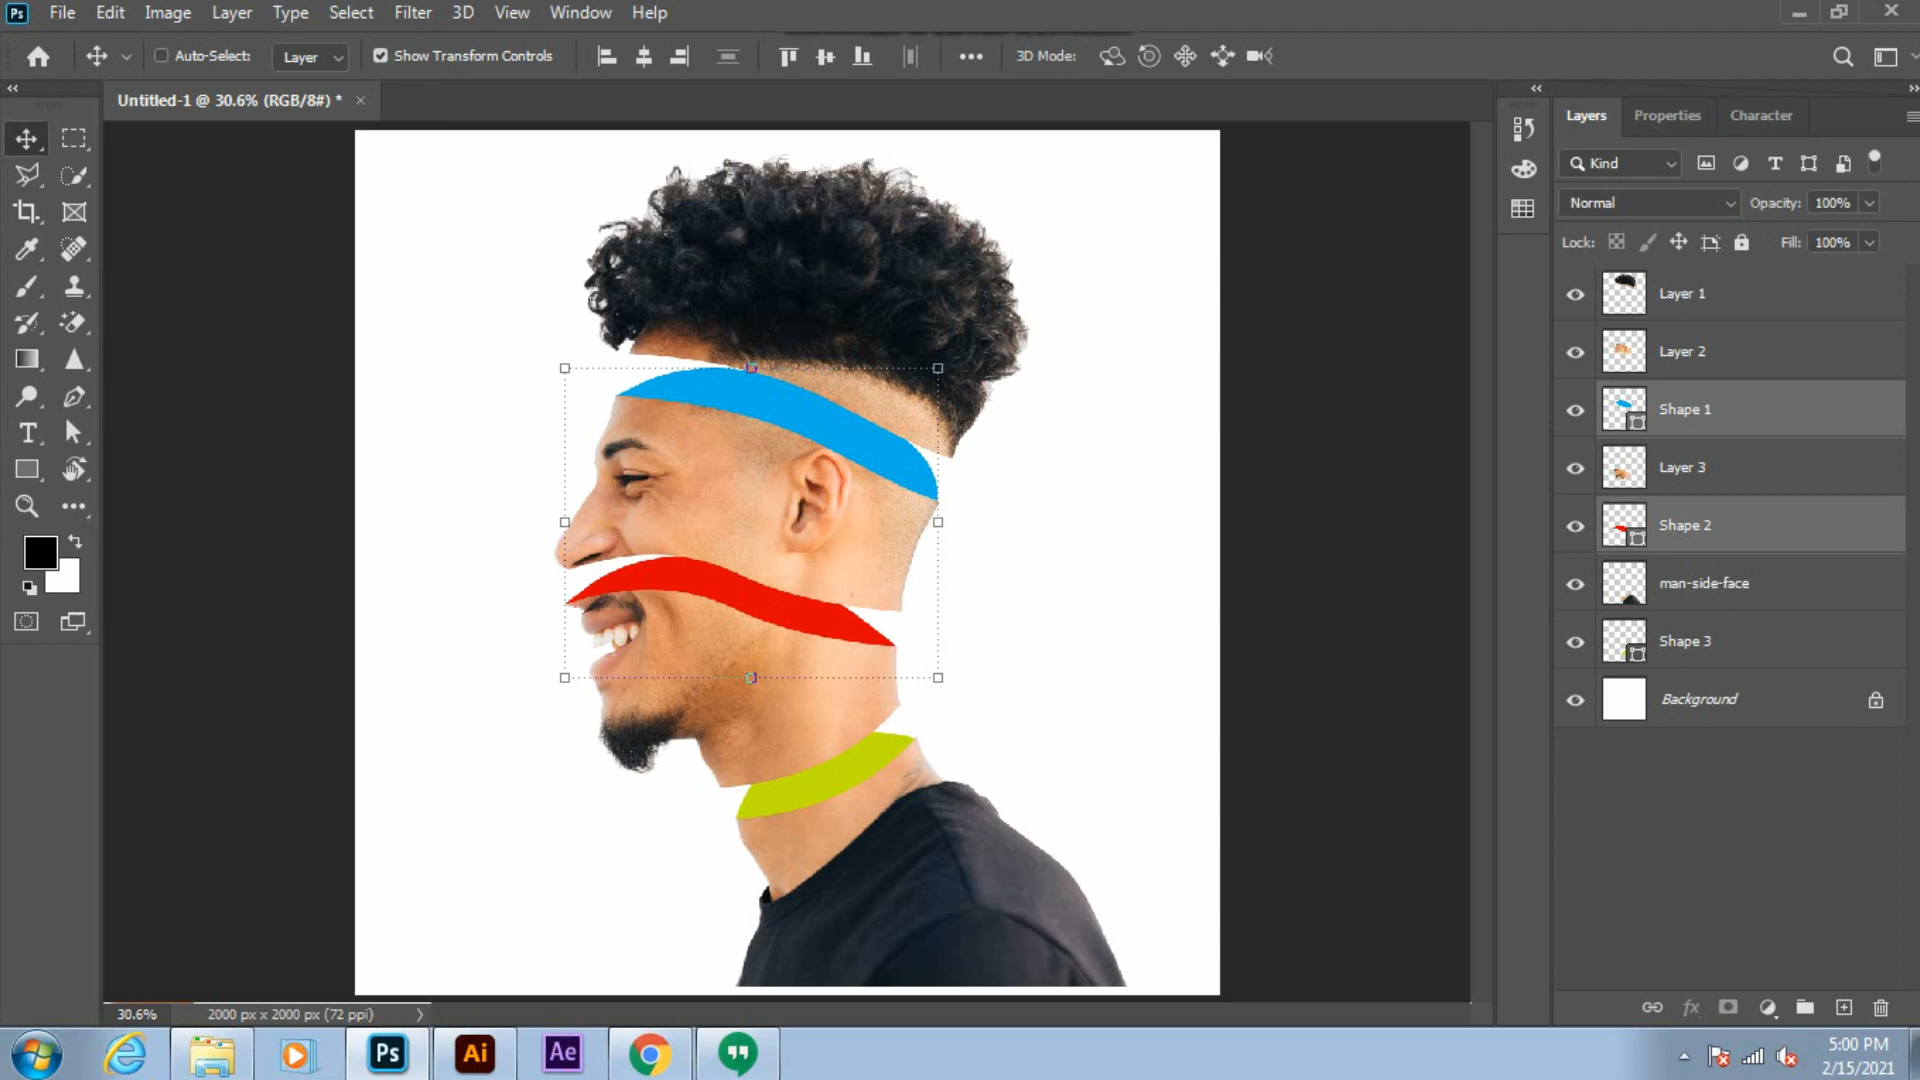 Ps File Edit Image Layer Type Select Filter 3D View Window Help
Auto-Select: Layer Show Transform Controls 3D Mode:
Untitled-1 @ 30.6% (RGB/8#) *
Layers Properties Character
Kind
Normal Opacity: 100%
Lock: Fill: 100%
Layer 1
Layer 2
Shape 1
Layer 3
Shape 2
man-side-face
Shape 3
Background
T
fx
30.6% 2000 px x 2000 px (72 ppi)
Ps Ai Ae
5:00 PM
2/15/2021